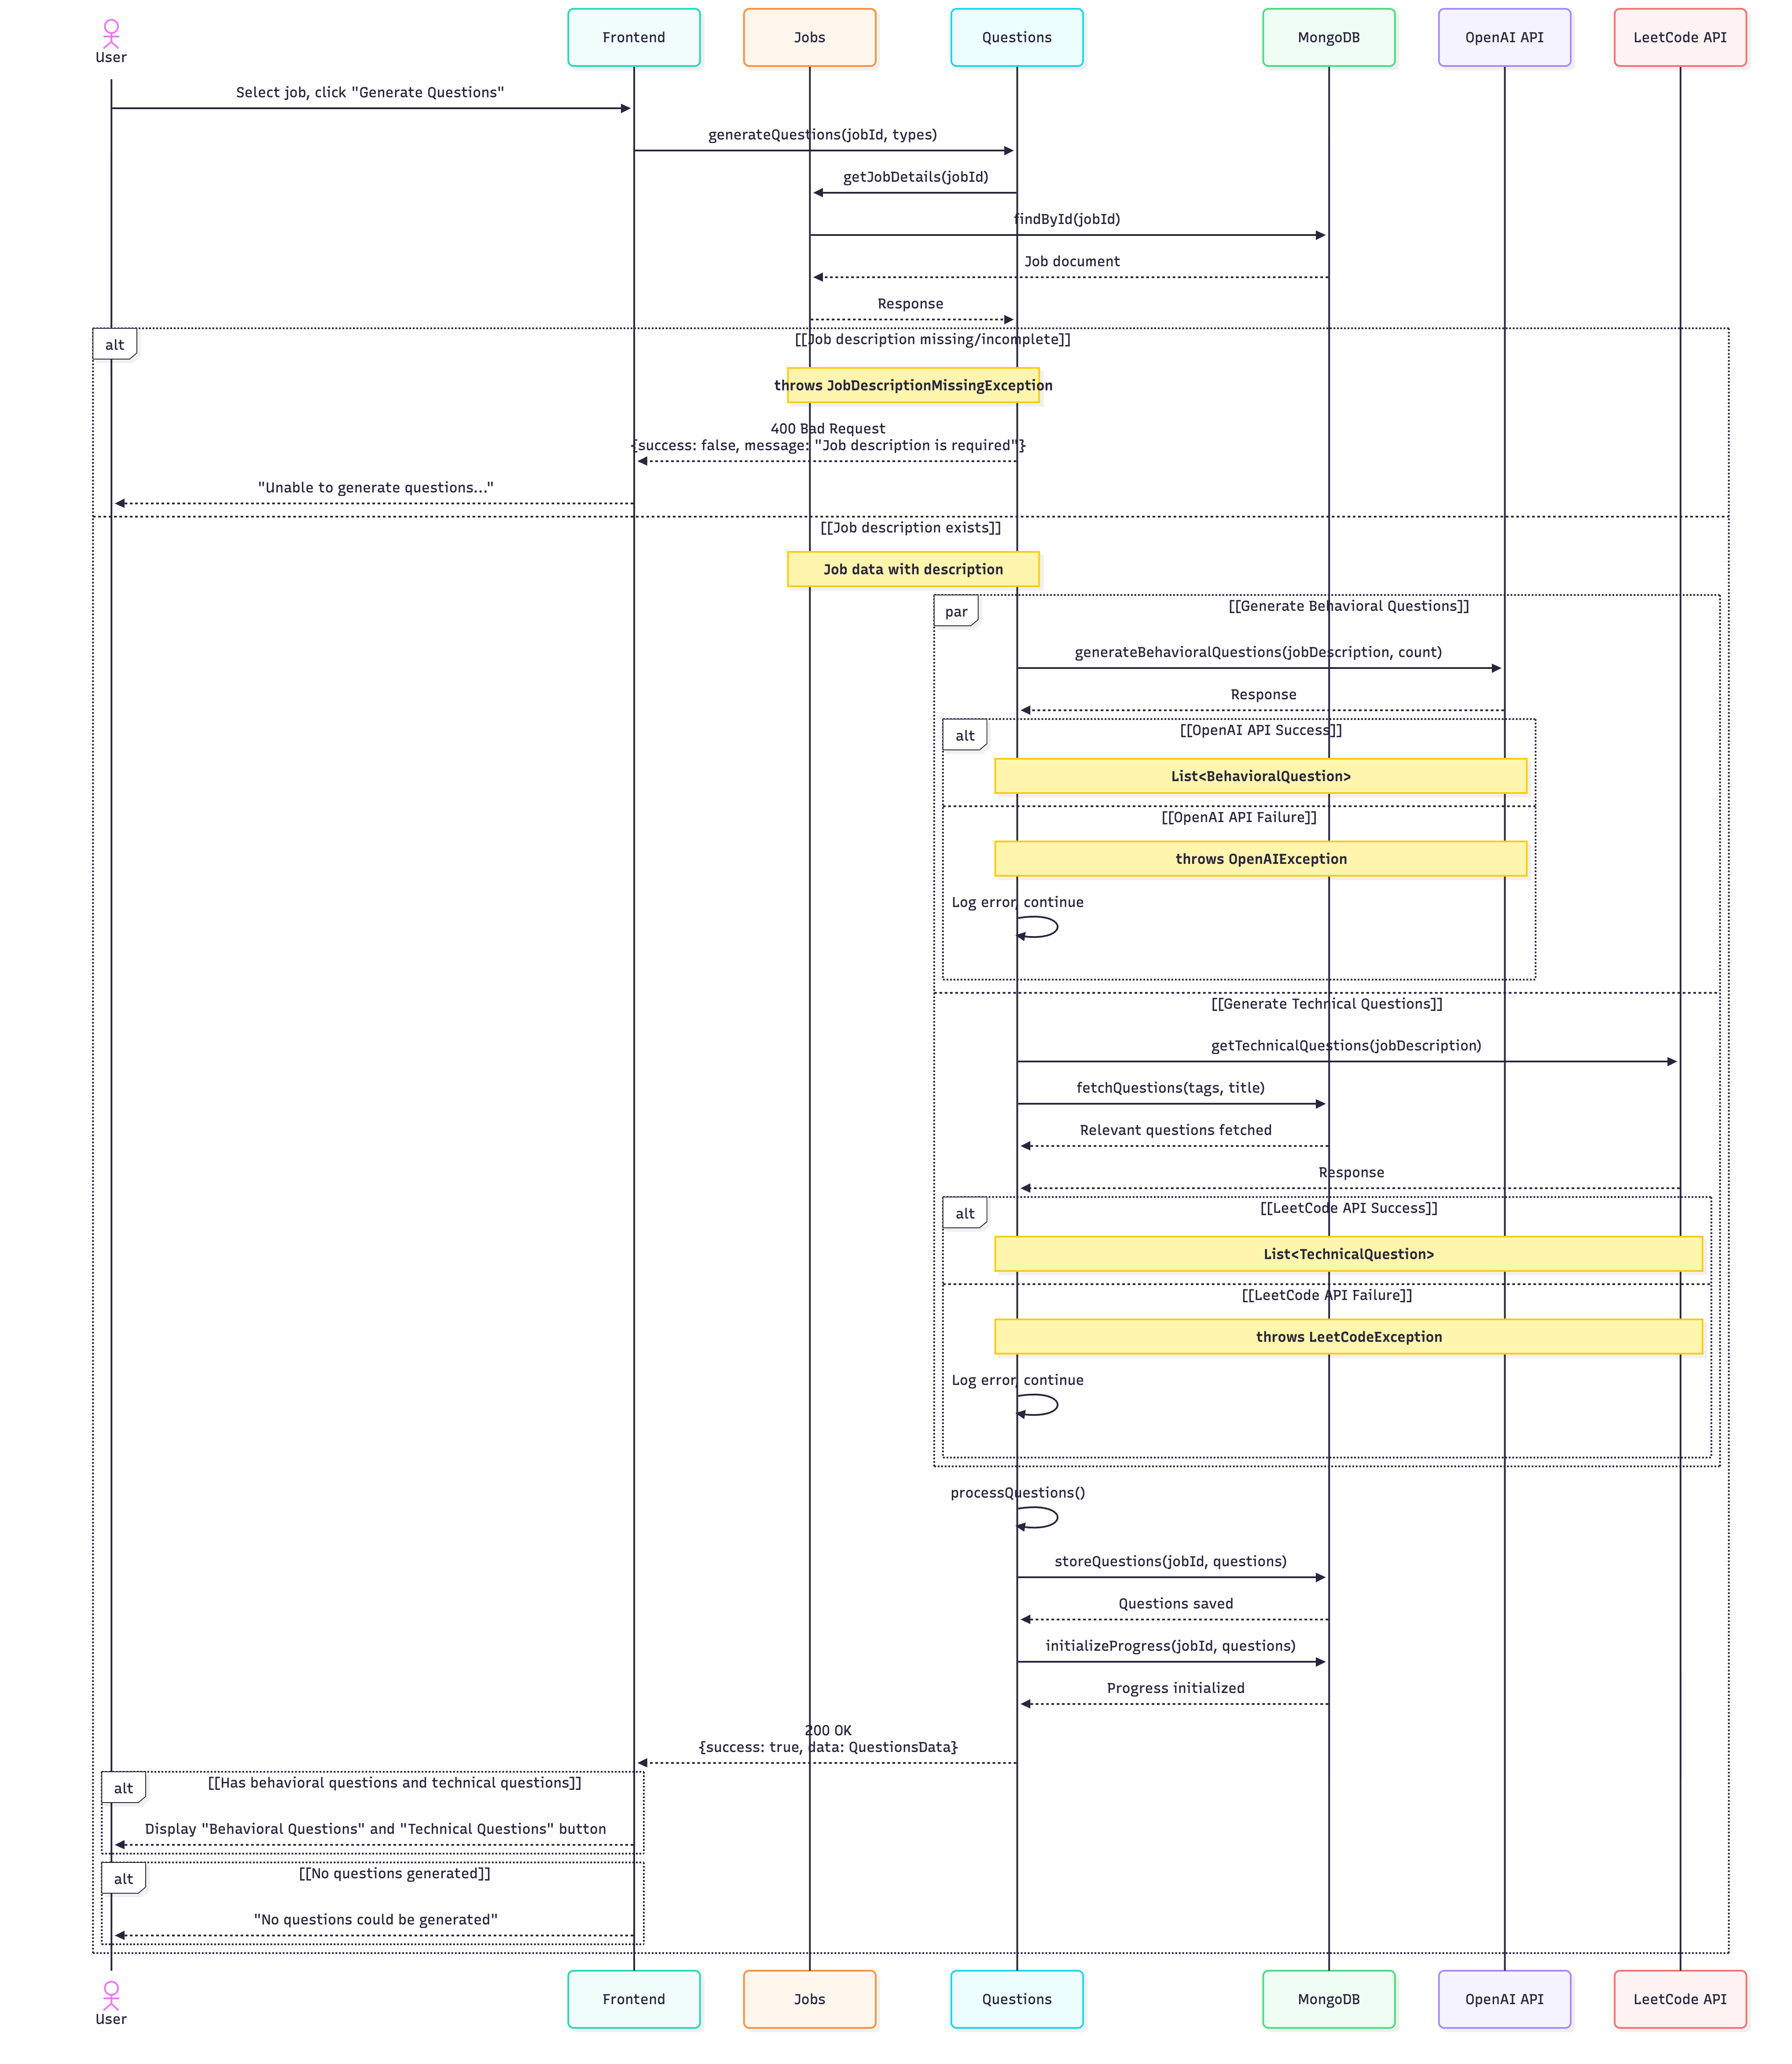 User
Frontend
Jobs
Questions
MongoDB
OpenAI API
LeetCode API
Select job, click "Generate Questions"
generateQuestions(jobId, types)
getJobDetails(jobId)
findById(jobId)
Job document
Response
alt
[[Job description missing/incomplete]]
throws JobDescriptionMissingException
400 Bad Request
{success: false, message: "Job description is required"}
"Unable to generate questions..."
[[Job description exists]]
Job data with description
par
[[Generate Behavioral Questions]]
generateBehavioralQuestions(jobDescription, count)
Response
alt
[[OpenAI API Success]]
List<BehavioralQuestion>
[[OpenAI API Failure]]
throws OpenAIException
Log error, continue
[[Generate Technical Questions]]
getTechnicalQuestions(jobDescription)
fetchQuestions(tags, title)
Relevant questions fetched
Response
alt
[[LeetCode API Success]]
List<TechnicalQuestion>
[[LeetCode API Failure]]
throws LeetCodeException
Log error, continue
processQuestions()
storeQuestions(jobId, questions)
Questions saved
initializeProgress(jobId, questions)
Progress initialized
200 OK
{success: true, data: QuestionsData}
alt
[[Has behavioral questions and technical questions]]
Display "Behavioral Questions" and "Technical Questions" button
alt
[[No questions generated]]
"No questions could be generated"
User
Frontend
Jobs
Questions
MongoDB
OpenAI API
LeetCode API